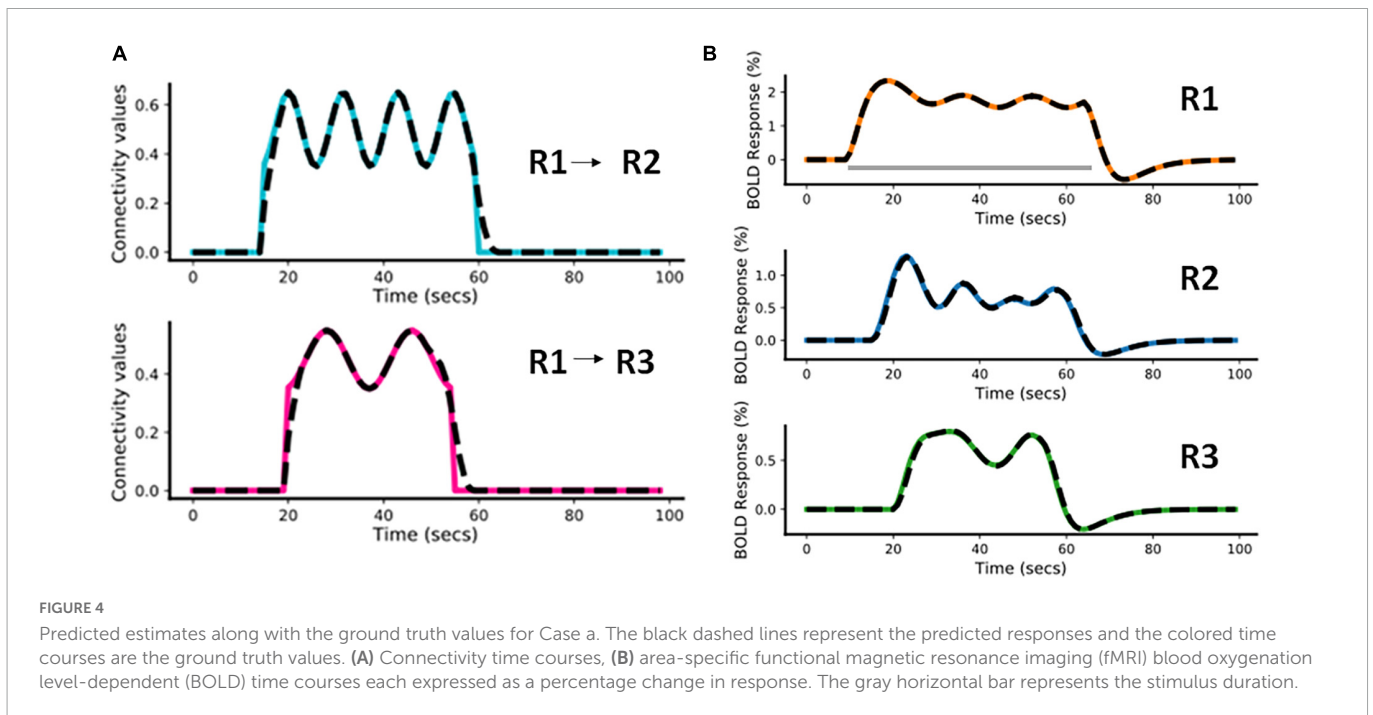 A
Connectivity values
0.6
0.4
0.2
0.0
R1→ R2
0 20 40 60 80 100
Time (secs)
Connectivity values
0.4
0.2
0.0
R1→ R3
0 20 40 60 80 100
Time (secs)
B
BOLD Response (%)
2
1
0
R1
0 20 40 60 80 100
Time (secs)
BOLD Response (%)
1.0
0.5
0.0
R2
0 20 40 60 80 100
Time (secs)
BOLD Response (%)
0.5
0.0
R3
0 20 40 60 80 100
Time (secs)
FIGURE 4
Predicted estimates along with the ground truth values for Case a. The black dashed lines represent the predicted responses and the colored time
courses are the ground truth values. (A) Connectivity time courses, (B) area-specific functional magnetic resonance imaging (fMRI) blood oxygenation
level-dependent (BOLD) time courses each expressed as a percentage change in response. The gray horizontal bar represents the stimulus duration.